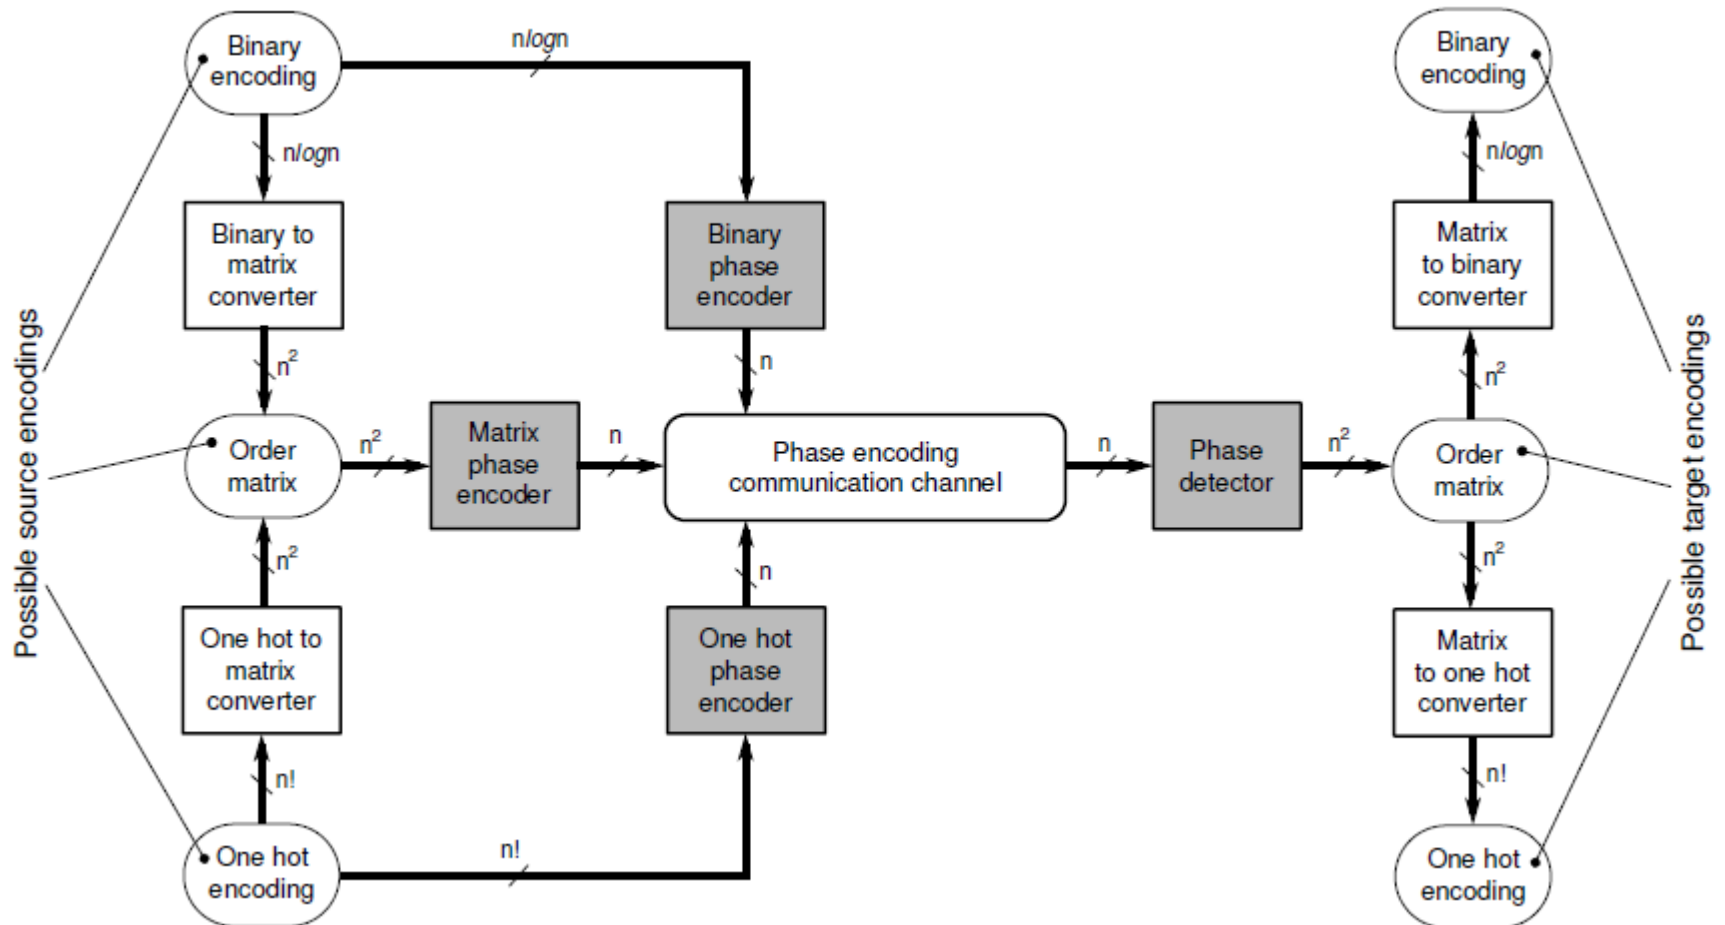 Binary
encoding
nlogn
Binary
encoding
nlogn
nlogn
Binary to
matrix
converter
Binary
phase
encoder
Matrix
to binary
converter
n²
n
n²
Possible source encodings
Order
matrix
n²
Matrix
phase
encoder
n
Phase encoding
communication channel
n
Phase
detector
n²
Order
matrix
Possible target encodings
n²
n
n²
One hot to
matrix
converter
One hot
phase
encoder
Matrix
to one hot
converter
n!
n!
One hot
encoding
n!
One hot
encoding